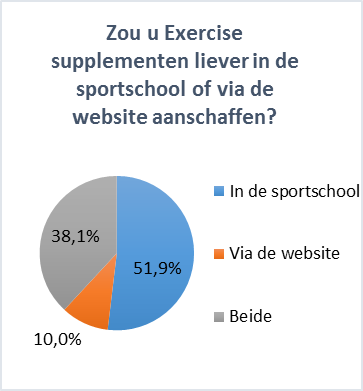 Zou u Exercise
supplementen liever in de
sportschool of via de
website aanschaffen?
38,1%
51,9%
10,0%
In de sportschool
Via de website
Beide